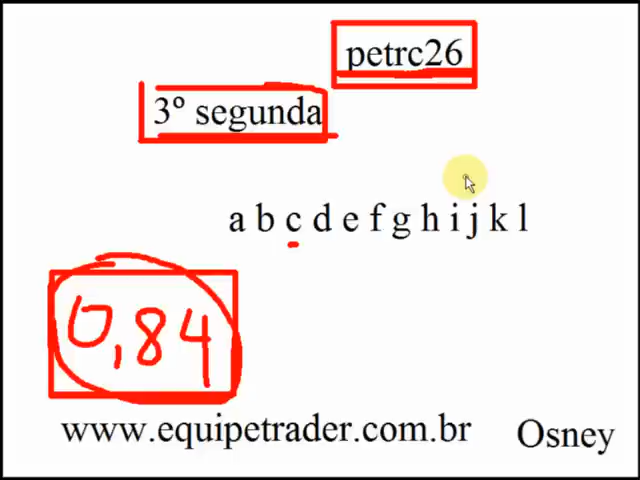 petrc26
3º segunda
a b c d e f g h i j k l
0,84
www.equipetrader.com.br
Osney